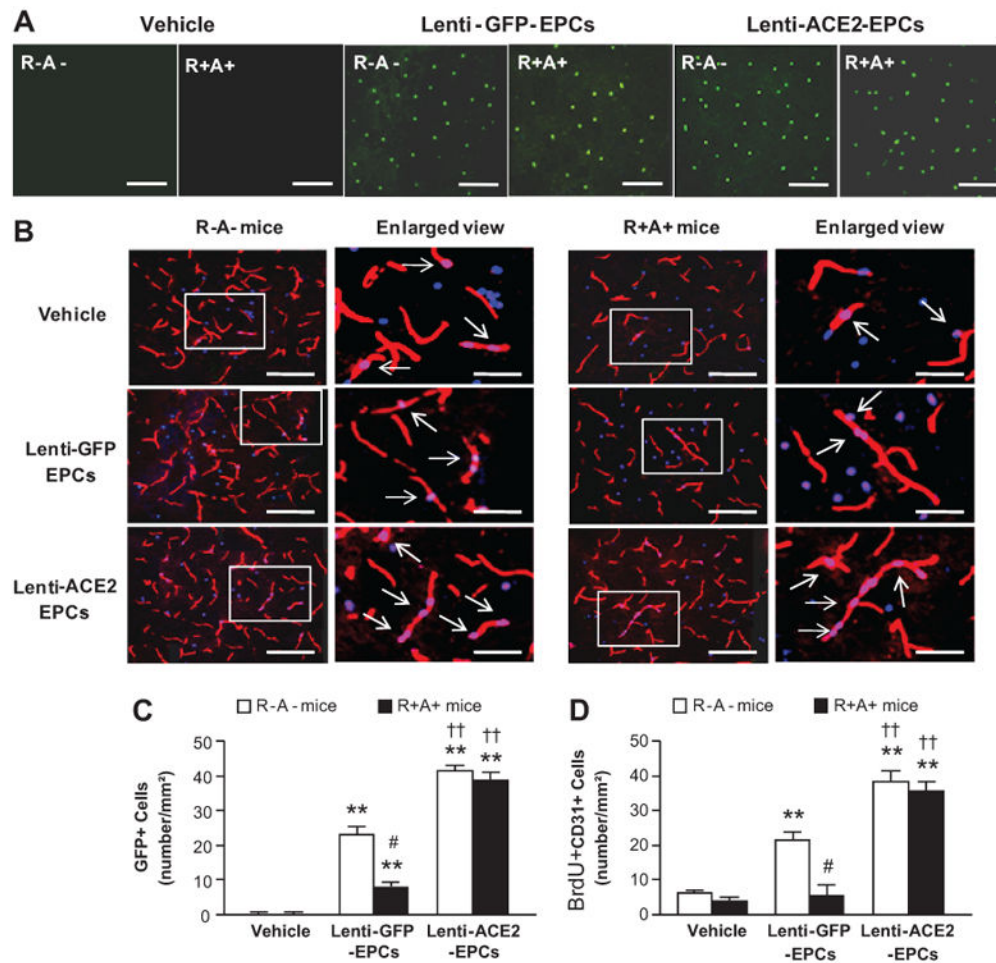 A
Vehicle Lenti-GFP-EPCs Lenti-ACE2-EPCs
R-A- R+A+ R-A- R+A+ R-A- R+A+
B
R-A- mice Enlarged view R+A+ mice Enlarged view
Vehicle
Lenti-GFP
EPCs
Lenti-ACE2
EPCs
C
R-A- mice R+A+ mice
GFP+ Cells
(number/mm²)
50
40
30
20
10
0
**
#
**
††
**
††
**
Vehicle Lenti-GFP Lenti-ACE2
-EPCs -EPCs
D
R-A- mice R+A+ mice
BrdU+CD31+ Cells
(number/mm²)
50
40
30
20
10
0
**
#
††
**
††
**
Vehicle Lenti-GFP Lenti-ACE2
-EPCs -EPCs